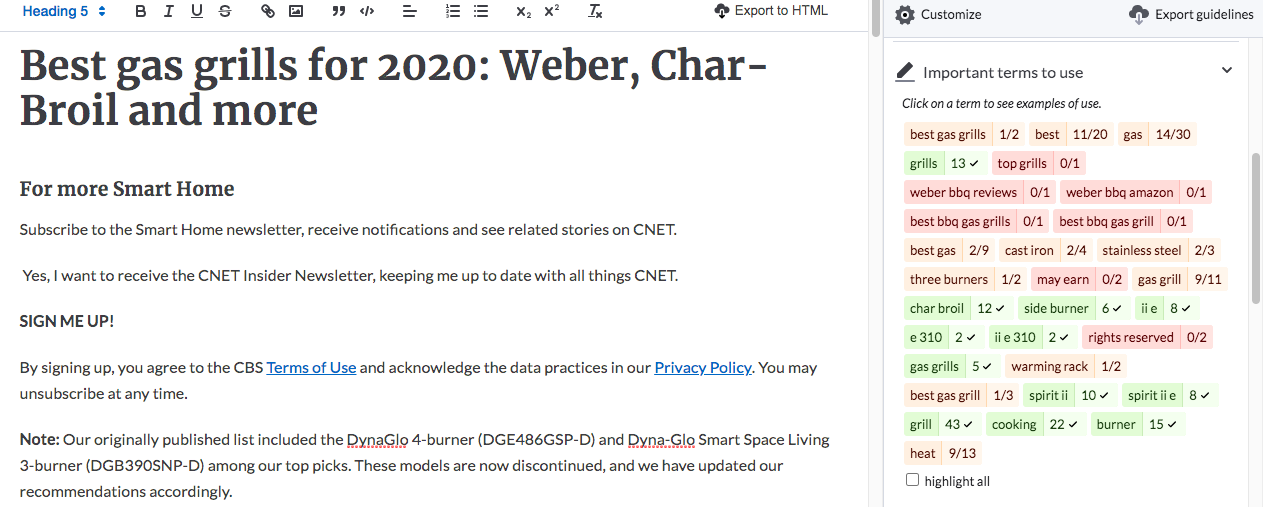 Heading 5 B I U S x₂ x² Tx Export to HTML
Best gas grills for 2020: Weber, Char-
Broil and more
For more Smart Home
Subscribe to the Smart Home newsletter, receive notifications and see related stories on CNET.
Yes, I want to receive the CNET Insider Newsletter, keeping me up to date with all things CNET.
SIGN ME UP!
By signing up, you agree to the CBS Terms of Use and acknowledge the data practices in our Privacy Policy. You may
unsubscribe at any time.
Note: Our originally published list included the DynaGlo 4-burner (DGE486GSP-D) and Dyna-Glo Smart Space Living
3-burner (DGB390SNP-D) among our top picks. These models are now discontinued, and we have updated our
recommendations accordingly.
Customize Export guidelines
Important terms to use
Click on a term to see examples of use.
best gas grills 1/2 best 11/20 gas 14/30
grills 13 ✓ top grills 0/1
weber bbq reviews 0/1 weber bbq amazon 0/1
best bbq gas grills 0/1 best bbq gas grill 0/1
best gas 2/9 cast iron 2/4 stainless steel 2/3
three burners 1/2 may earn 0/2 gas grill 9/11
char broil 12 ✓ side burner 6 ✓ ii e 8 ✓
e 310 2 ✓ ii e 310 2 ✓ rights reserved 0/2
gas grills 5 ✓ warming rack 1/2
best gas grill 1/3 spirit ii 10 ✓ spirit ii e 8 ✓
grill 43 ✓ cooking 22 ✓ burner 15 ✓
heat 9/13
highlight all